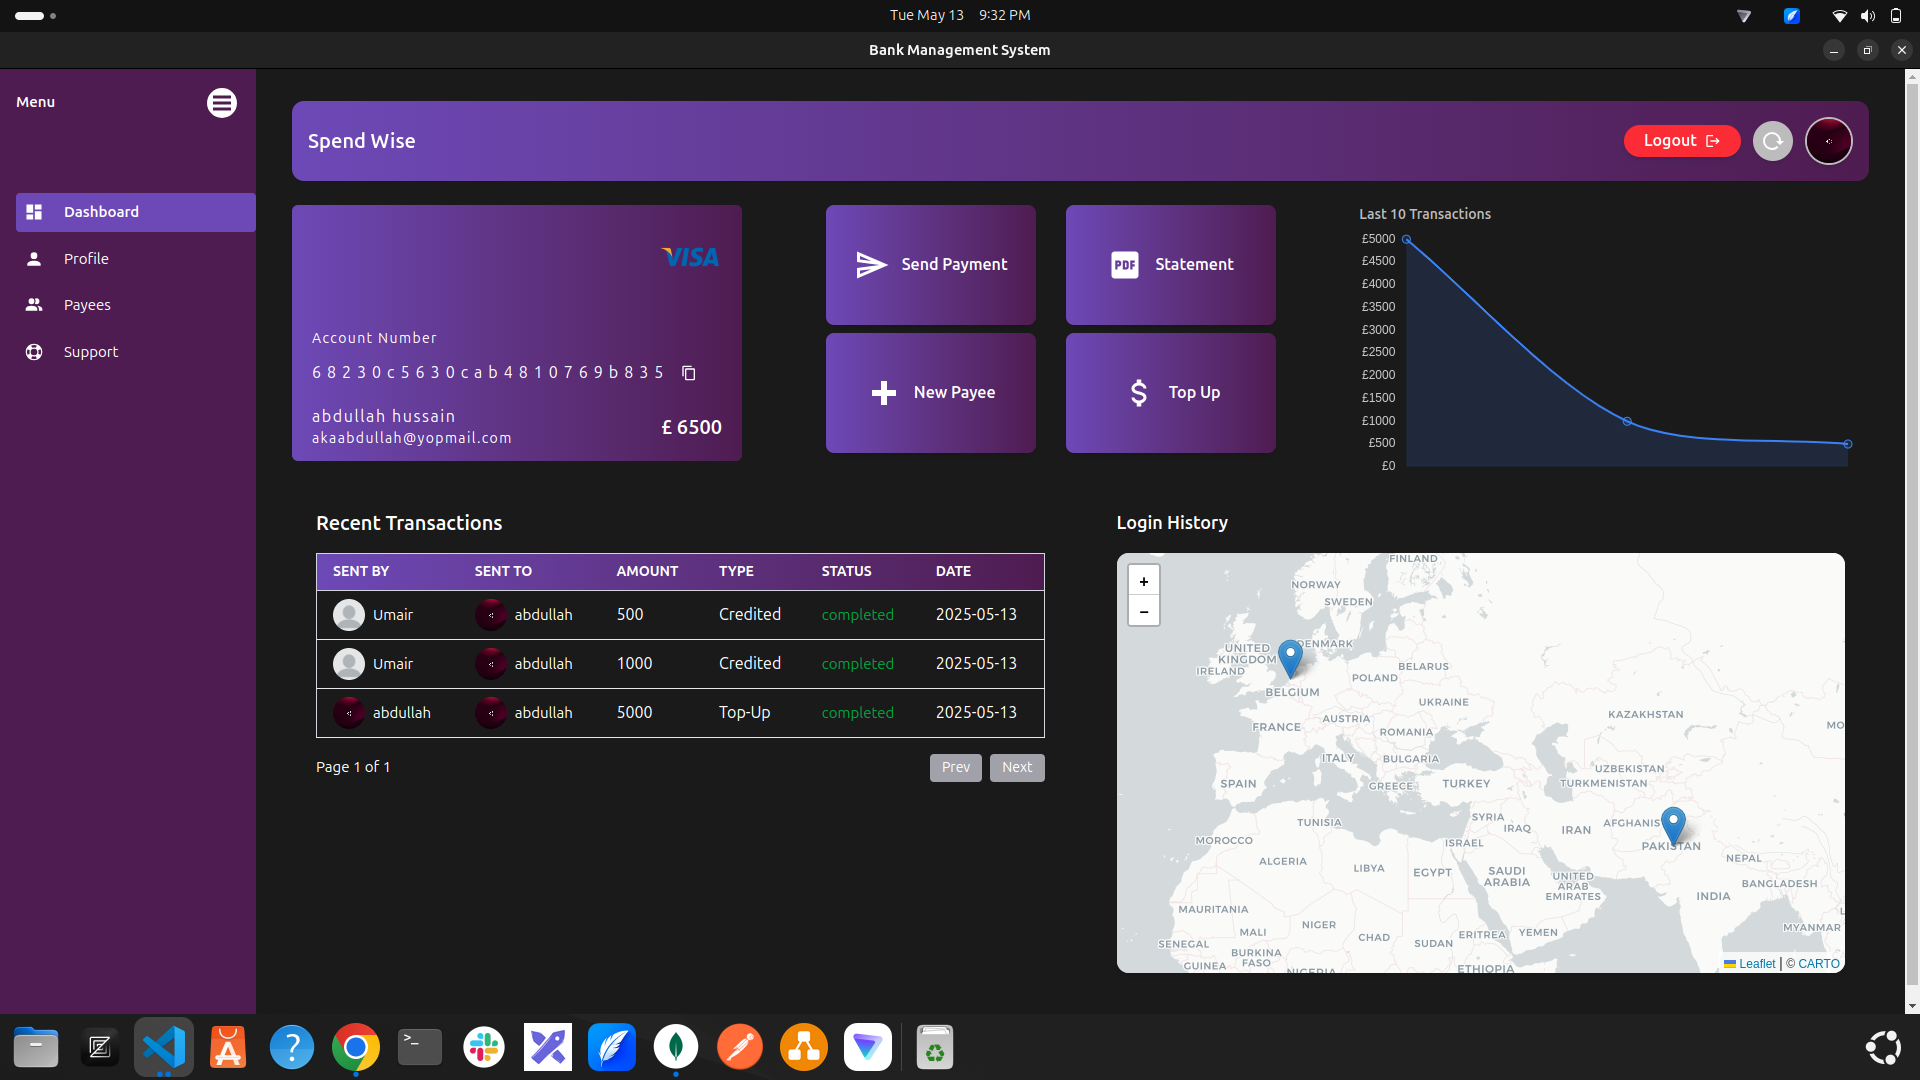 Tue May 13 9:32 PM
Bank Management System
Menu
Dashboard
Profile
Payees
Support
Spend Wise
Logout
VISA
Account Number
68230c5630cab4810769b835
abdullah hussain
akaabdullah@yopmail.com
£ 6500
Send Payment
PDF
Statement
New Payee
$
Top Up
Last 10 Transactions
£5000
£4500
£4000
£3500
£3000
£2500
£2000
£1500
£1000
£500
£0
Recent Transactions
SENT BY SENT TO AMOUNT TYPE STATUS DATE
Umair abdullah 500 Credited completed 2025-05-13
Umair abdullah 1000 Credited completed 2025-05-13
abdullah abdullah 5000 Top-Up completed 2025-05-13
Page 1 of 1
Prev
Next
Login History
+
−
FINLAND
NORWAY
SWEDEN
DENMARK
UNITED
KINGDOM
IRELAND
BELARUS
POLAND
BELGIUM
UKRAINE
KAZAKHSTAN
AUSTRIA
FRANCE
MO
ROMANIA
ITALY
BULGARIA
UZBEKISTAN
SPAIN
GREECE
TURKEY
TURKMENISTAN
TUNISIA
SYRIA
IRAQ
IRAN
AFGHANIS
MOROCCO
ISRAEL
PAKISTAN
ALGERIA
LIBYA
EGYPT
NEPAL
SAUDI
ARABIA
UNITED
ARAB
EMIRATES
BANGLADESH
INDIA
MAURITANIA
NIGER
MALI
CHAD
SUDAN
ERITREA
YEMEN
MYANMAR
SENEGAL
BURKINA
FASO
GUINEA
NIGERIA
ETHIOPIA
Leaflet | © CARTO
>_
?